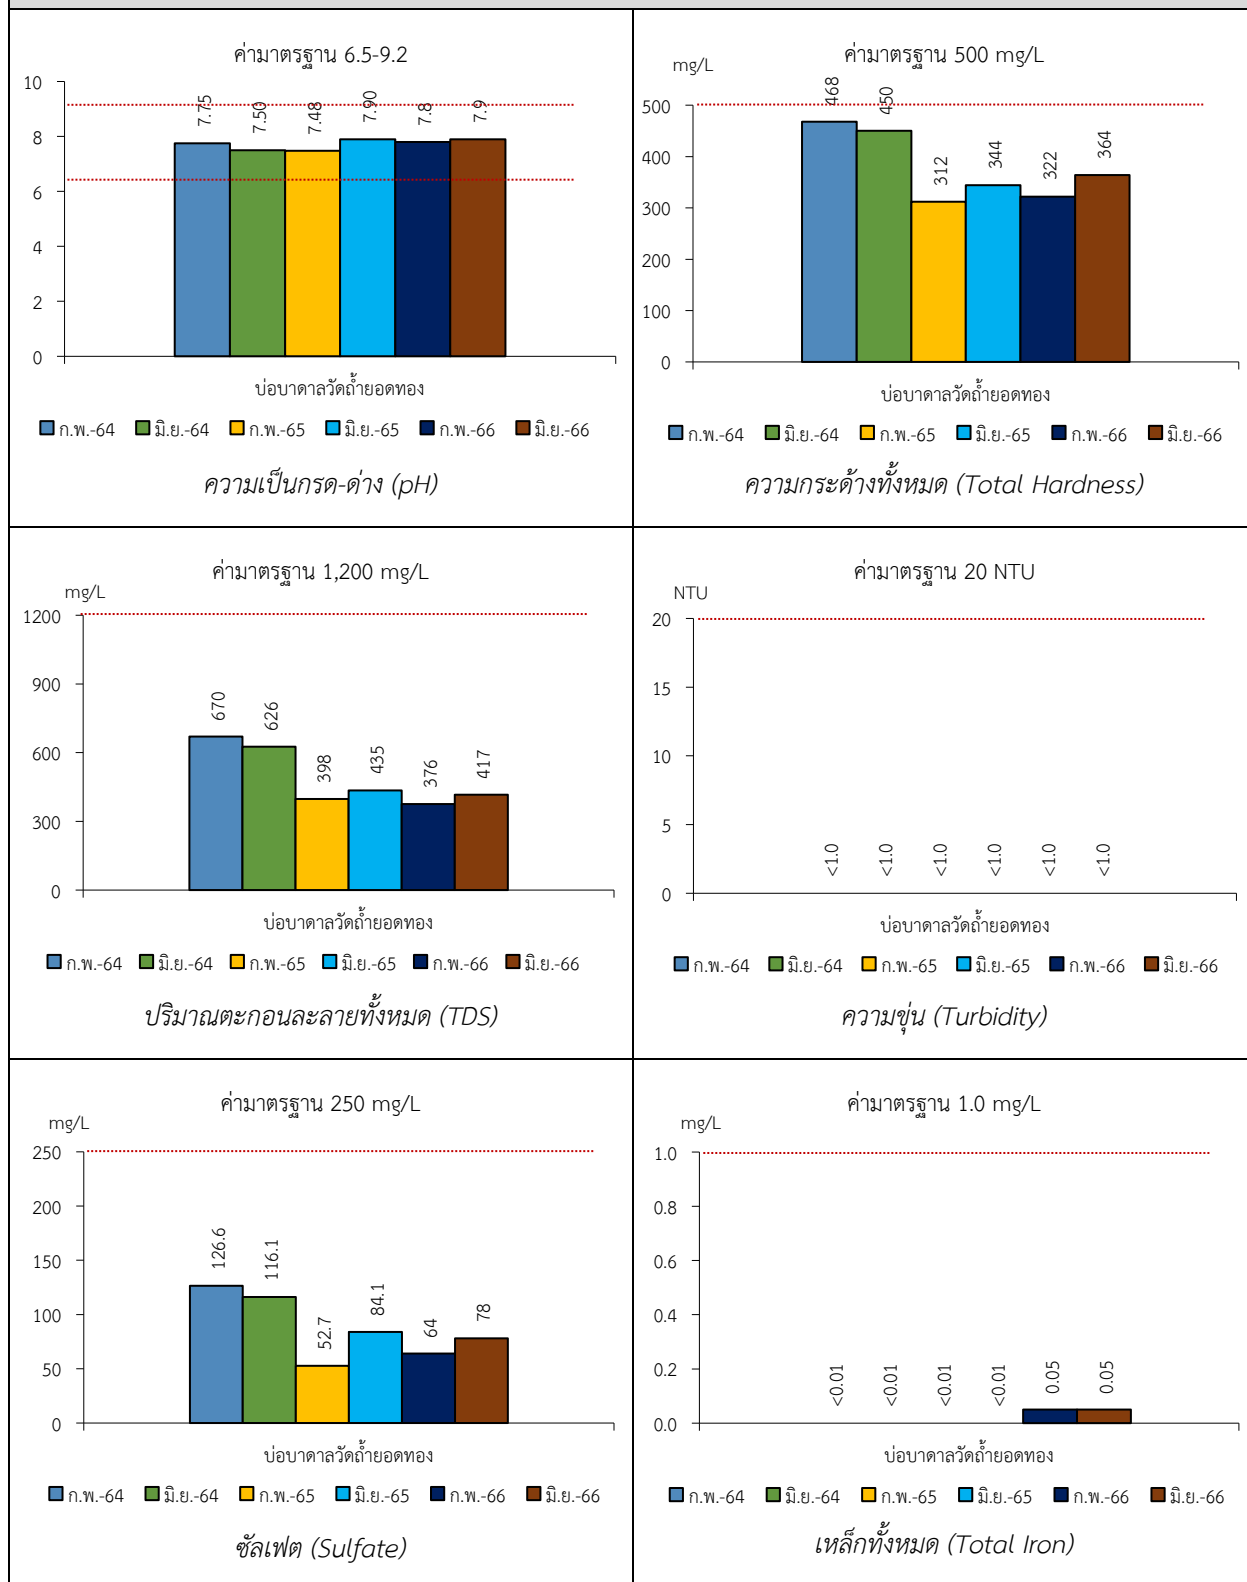 ค่ามาตรฐาน 6.5-9.2
10
8
6
4
2
0
7.75
7.50
7.48
7.90
7.8
7.9
บ่อบาดาลวัดถ้ำยอดทอง
ก.พ.-64 มิ.ย.-64 ก.พ.-65 มิ.ย.-65 ก.พ.-66 มิ.ย.-66
ความเป็นกรด-ด่าง (pH)
ค่ามาตรฐาน 500 mg/L
mg/L
500
400
300
200
100
0
468
450
312
344
322
364
บ่อบาดาลวัดถ้ำยอดทอง
ก.พ.-64 มิ.ย.-64 ก.พ.-65 มิ.ย.-65 ก.พ.-66 มิ.ย.-66
ความกระด้างทั้งหมด (Total Hardness)
ค่ามาตรฐาน 1,200 mg/L
mg/L
1200
900
600
300
0
670
626
398
435
376
417
บ่อบาดาลวัดถ้ำยอดทอง
ก.พ.-64 มิ.ย.-64 ก.พ.-65 มิ.ย.-65 ก.พ.-66 มิ.ย.-66
ปริมาณตะกอนละลายทั้งหมด (TDS)
ค่ามาตรฐาน 20 NTU
NTU
20
15
10
5
0
<1.0
<1.0
<1.0
<1.0
<1.0
<1.0
บ่อบาดาลวัดถ้ำยอดทอง
ก.พ.-64 มิ.ย.-64 ก.พ.-65 มิ.ย.-65 ก.พ.-66 มิ.ย.-66
ความขุ่น (Turbidity)
ค่ามาตรฐาน 250 mg/L
mg/L
250
200
150
100
50
0
126.6
116.1
52.7
84.1
64
78
บ่อบาดาลวัดถ้ำยอดทอง
ก.พ.-64 มิ.ย.-64 ก.พ.-65 มิ.ย.-65 ก.พ.-66 มิ.ย.-66
ซัลเฟต (Sulfate)
ค่ามาตรฐาน 1.0 mg/L
mg/L
1.0
0.8
0.6
0.4
0.2
0.0
<0.01
<0.01
<0.01
<0.01
0.05
0.05
บ่อบาดาลวัดถ้ำยอดทอง
ก.พ.-64 มิ.ย.-64 ก.พ.-65 มิ.ย.-65 ก.พ.-66 มิ.ย.-66
เหล็กทั้งหมด (Total Iron)